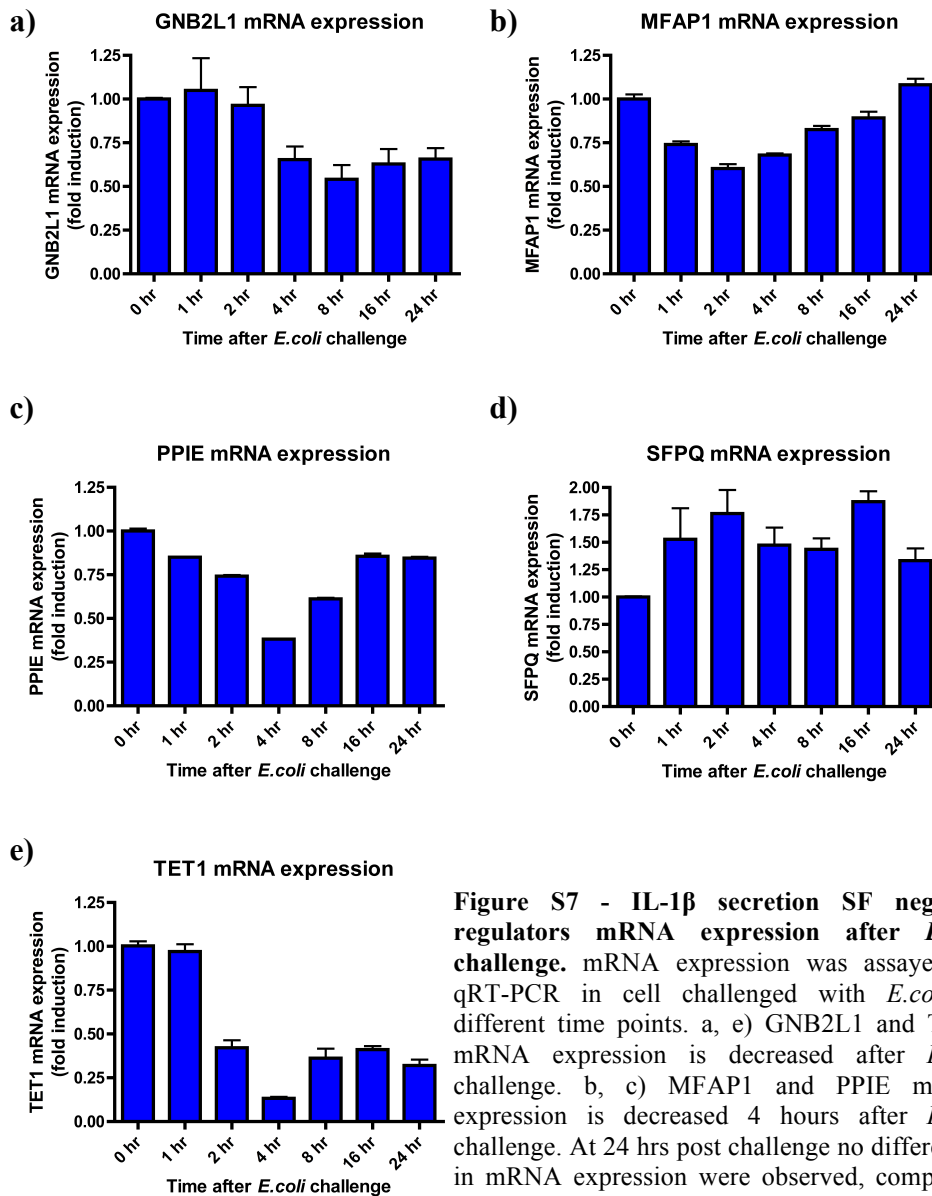 a)
GNB2L1 mRNA expression
GNB2L1 mRNA expression
(fold induction)
1.25
1.00
0.75
0.50
0.25
0.00
0 hr 1 hr 2 hr 4 hr 8 hr 16 hr 24 hr
Time after E.coli challenge
b)
MFAP1 mRNA expression
MFAP1 mRNA expression
(fold induction)
1.25
1.00
0.75
0.50
0.25
0.00
0 hr 1 hr 2 hr 4 hr 8 hr 16 hr 24 hr
Time after E.coli challenge
c)
PPIE mRNA expression
PPIE mRNA expression
(fold induction)
1.25
1.00
0.75
0.50
0.25
0.00
0 hr 1 hr 2 hr 4 hr 8 hr 16 hr 24 hr
Time after E.coli challenge
d)
SFPQ mRNA expression
SFPQ mRNA expression
(fold induction)
2.00
1.75
1.50
1.25
1.00
0.75
0.50
0.25
0.00
0 hr 1 hr 2 hr 4 hr 8 hr 16 hr 24 hr
Time after E.coli challenge
e)
TET1 mRNA expression
TET1 mRNA expression
(fold induction)
1.25
1.00
0.75
0.50
0.25
0.00
0 hr 1 hr 2 hr 4 hr 8 hr 16 hr 24 hr
Time after E.coli challenge
Figure S7 - IL-1β secretion SF
regulators mRNA expression after
challenge. mRNA expression was
qRT-PCR in cell challenged with
different time points. a, e) GNB2L1 and
mRNA expression is decreased after
challenge. b, c) MFAP1 and PPIE
expression is decreased 4 hours after
challenge. At 24 hrs post challenge no
in mRNA expression were observed,